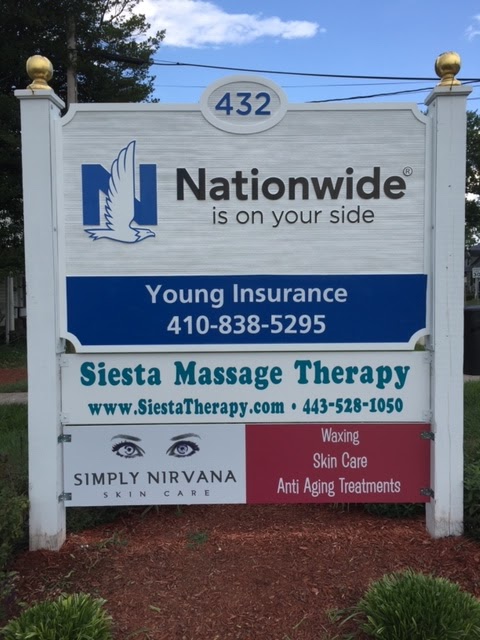 432
Nationwide®
is on your side
Young Insurance
410-838-5295
Siesta Massage Therapy
www.SiestaTherapy.com • 443-528-1050
SIMPLY NIRVANA
SKIN CARE
Waxing
Skin Care
Anti Aging Treatments